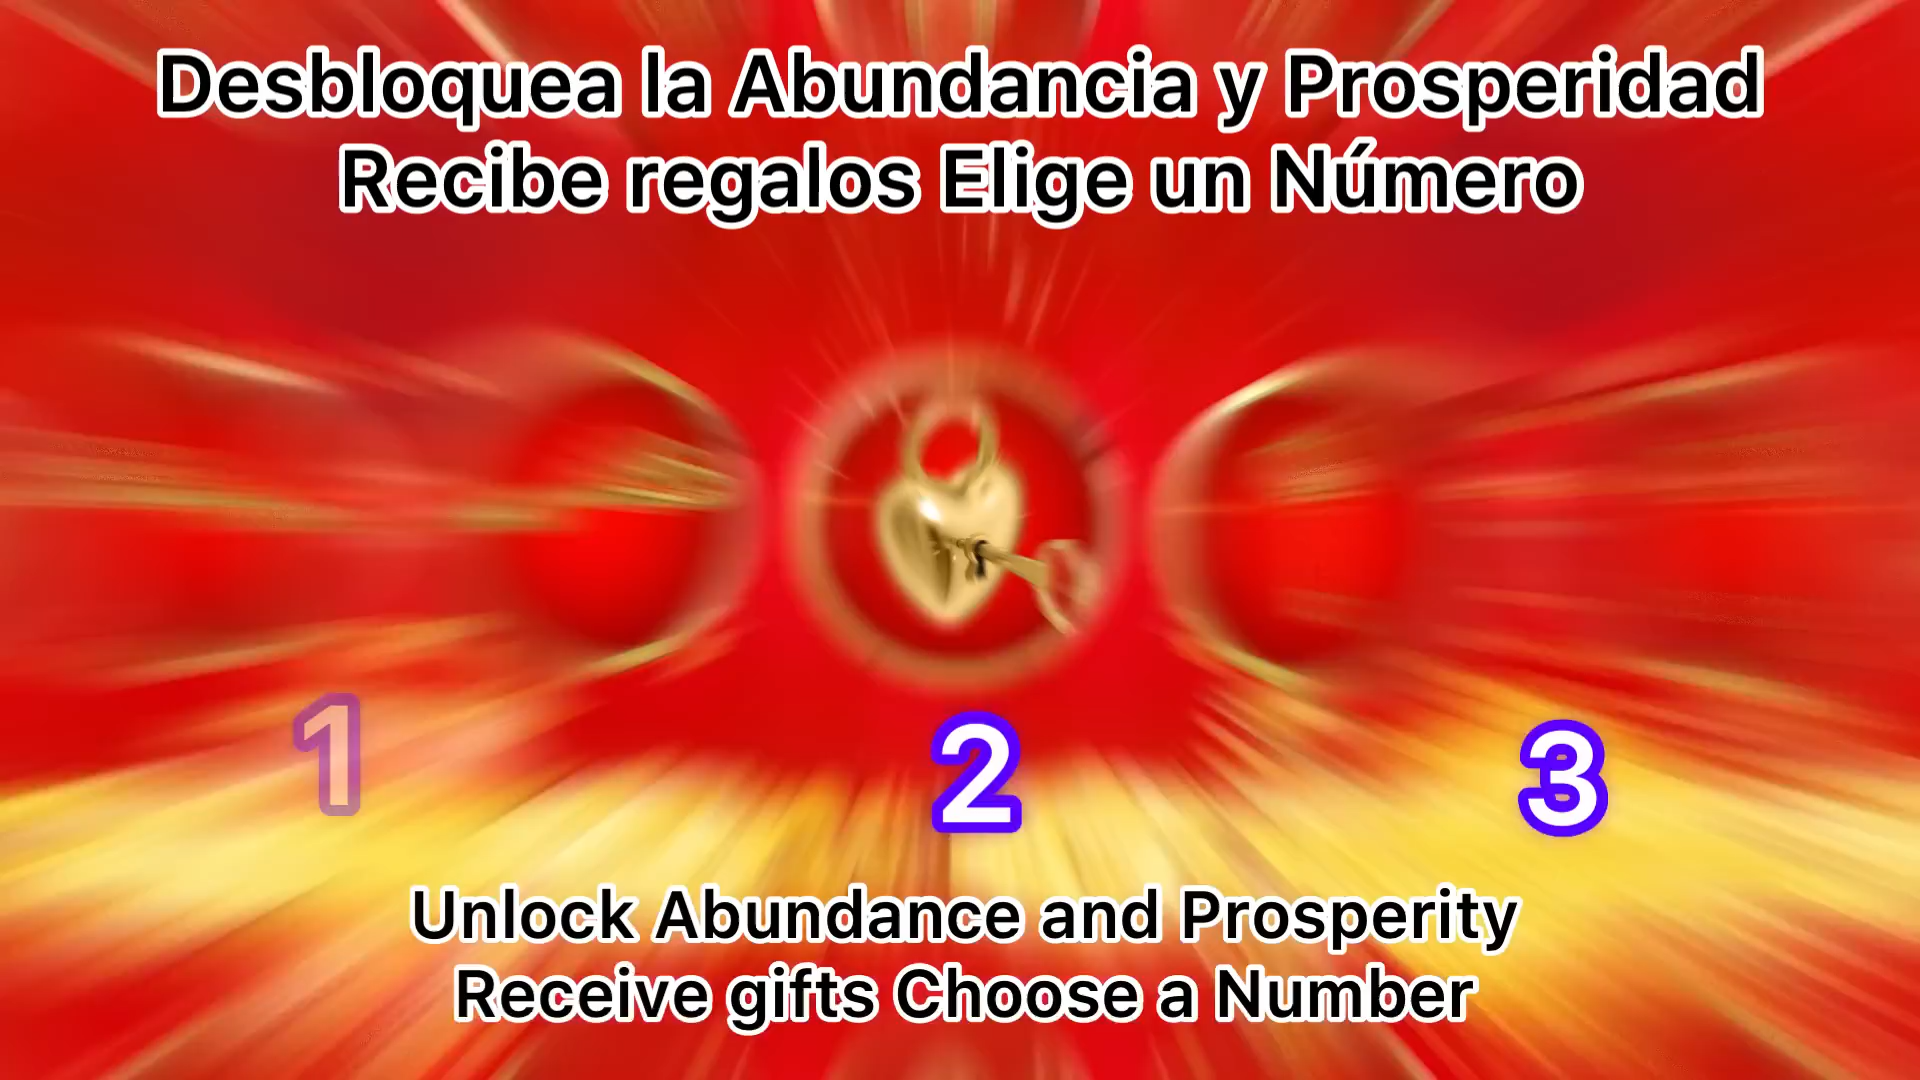 Desbloquea la Abundancia y Prosperidad
Recibe regalos Elige un Número
1 2 3
Unlock Abundance and Prosperity
Receive gifts Choose a Number